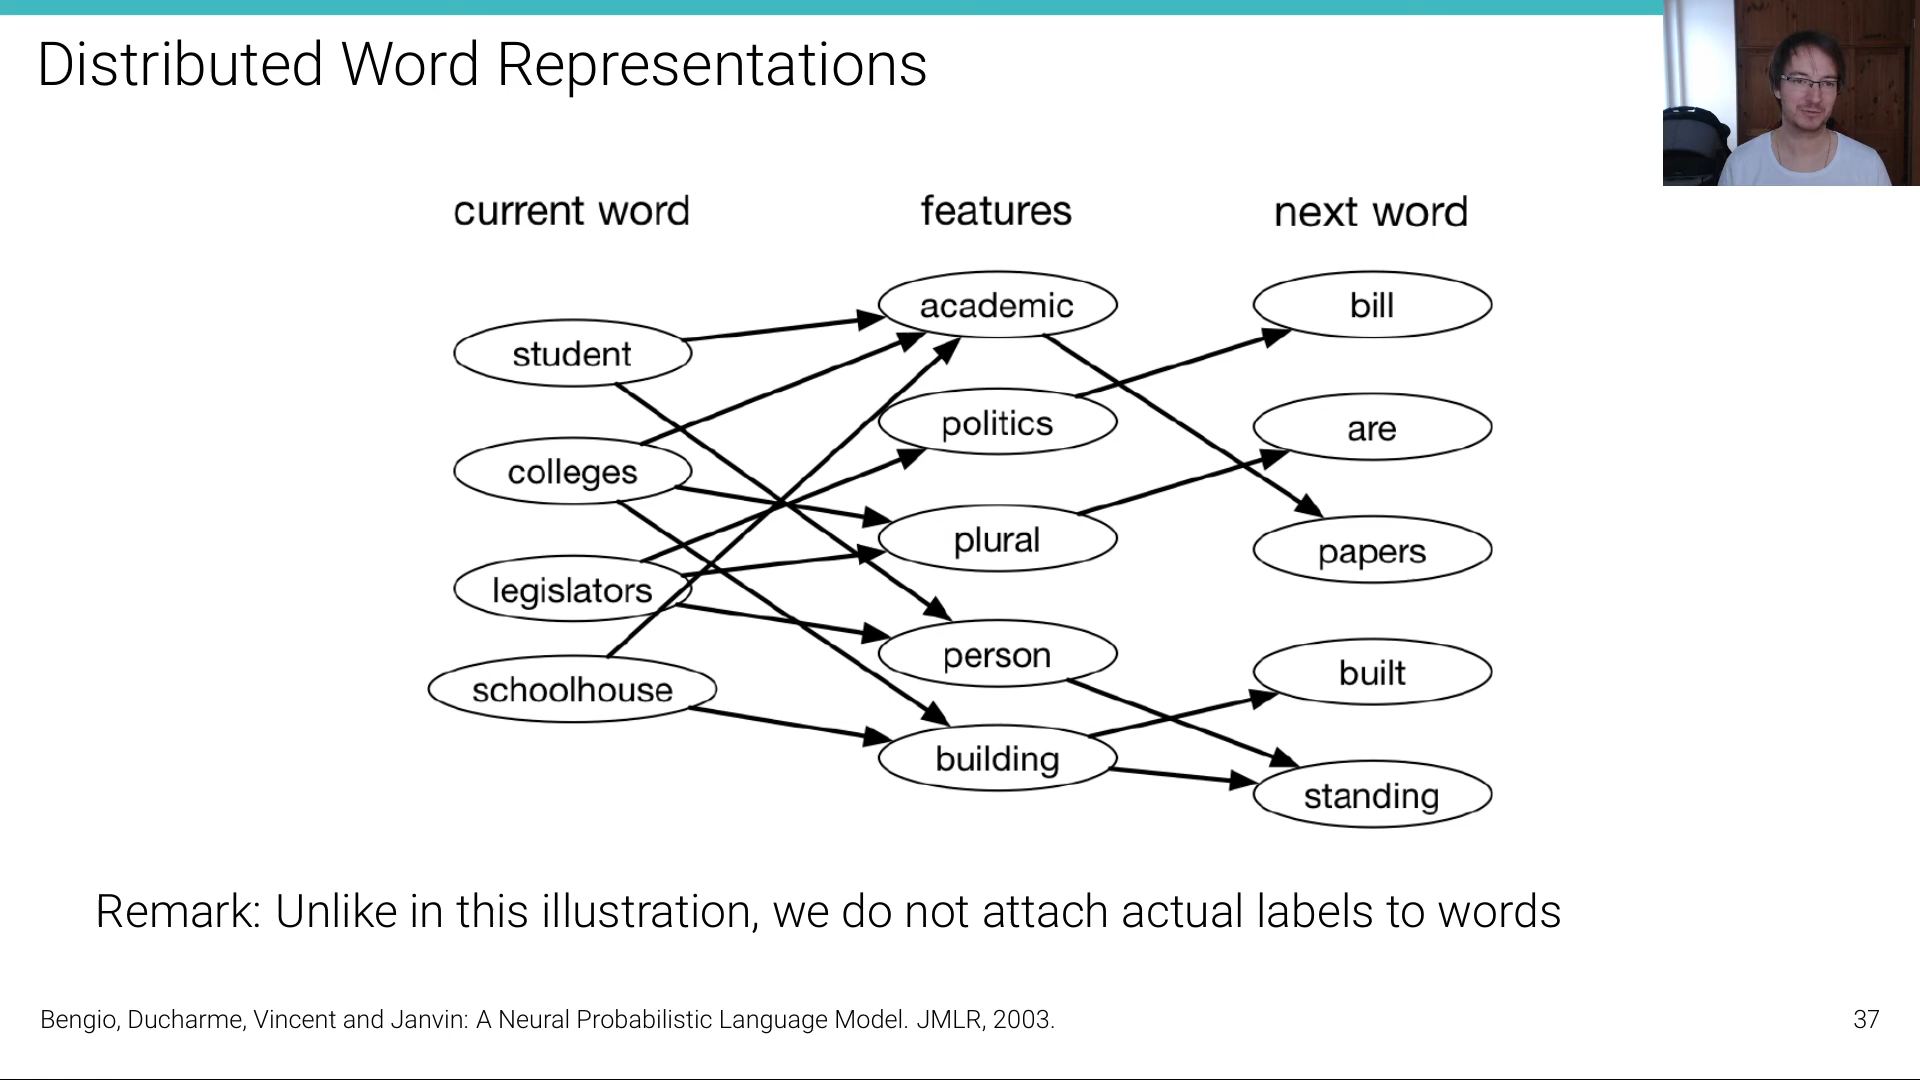 Distributed Word Representations
current word
features
next word
student
colleges
legislators
schoolhouse
academic
politics
plural
person
building
bill
are
papers
built
standing
Remark: Unlike in this illustration, we do not attach actual labels to words
Bengio, Ducharme, Vincent and Janvin: A Neural Probabilistic Language Model. JMLR, 2003.
37